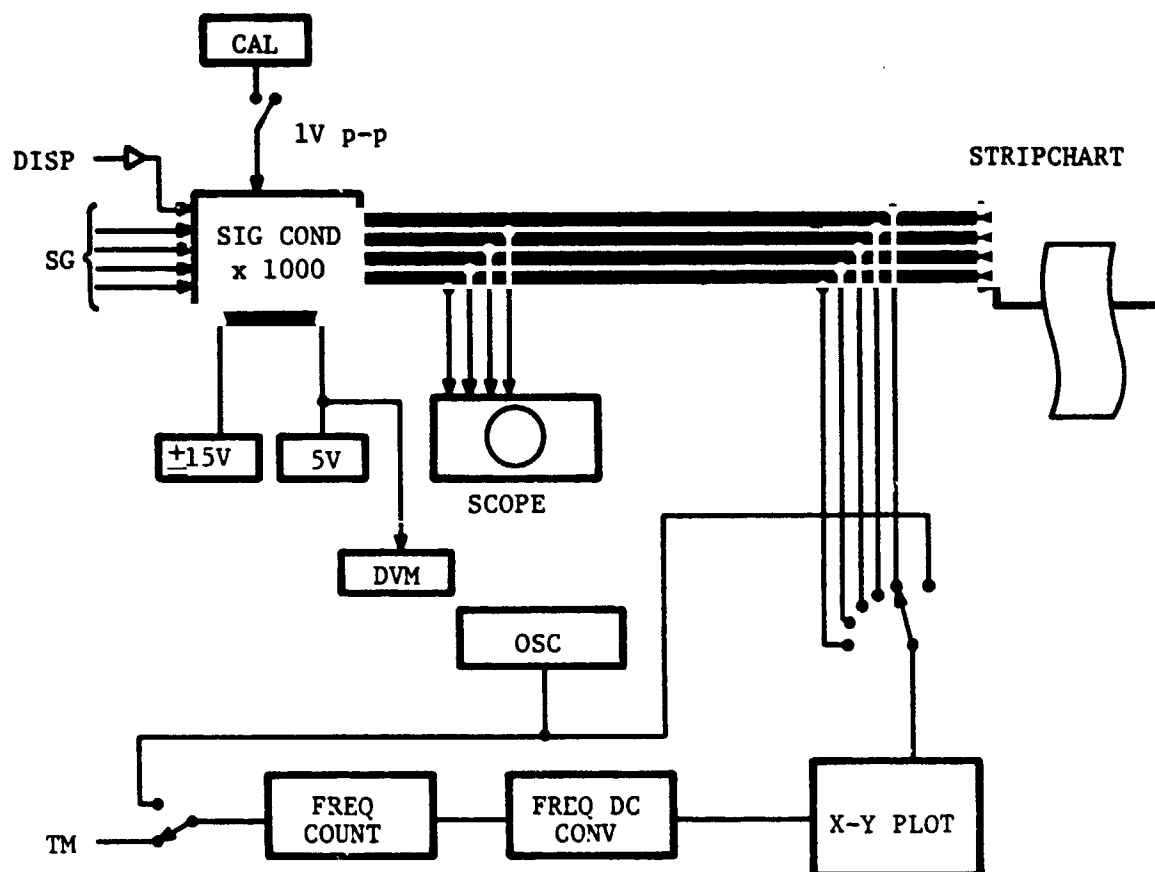 CAL
1V p-p
DISP
STRIPCHART
SIG COND
x 1000
SG
±15V
5V
SCOPE
DVM
OSC
FREQ
COUNT
FREQ DC
CONV
X-Y PLOT
TM